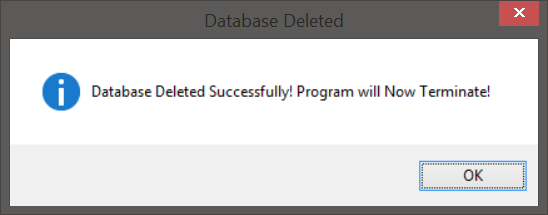 Database Deleted
Database Deleted Successfully! Program will Now Terminate!
OK